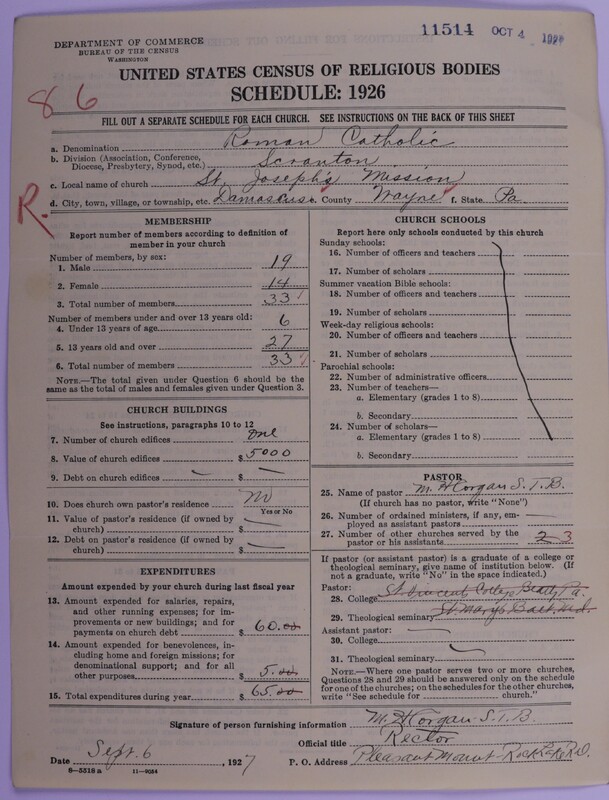 11514 OCT 4 192
DEPARTMENT OF COMMERCE
BUREAU OF THE CENSUS
WASHINGTON
UNITED STATES CENSUS OF RELIGIOUS BODIES
SCHEDULE: 1926
86
FILL OUT A SEPARATE SCHEDULE FOR EACH CHURCH. SEE INSTRUCTIONS ON THE BACK OF THIS SHEET
a. Denomination Roman Catholic
b. Division (Association, Conference, Diocese, Presbytery, Synod, etc.) Scranton
c. Local name of church St. Joseph's Mission
R.
d. City, town, village, or township, etc. Damascus e. County Wayne f. State Pa
MEMBERSHIP
Report number of members according to definition of
member in your church
Number of members, by sex:
1. Male 19
2. Female 14
3. Total number of members 33
Number of members under and over 13 years old:
4. Under 13 years of age 6
5. 13 years old and over 27
6. Total number of members 33
NOTE.—The total given under Question 6 should be
same as the total of males and females given under Question 3.
CHURCH BUILDINGS
See instructions, paragraphs 10 to 12
7. Number of church edifices one
8. Value of church edifices $ 5000
9. Debt on church edifices $ —
10. Does church own pastor's residence No
Yes or No
11. Value of pastor's residence (if owned by
church) $
12. Debt on pastor's residence (if owned by
church) $
EXPENDITURES
Amount expended by your church during last fiscal year
13. Amount expended for salaries, repairs,
and other running expenses; for im-
provements or new buildings; and for
payments on church debt $ 60.00
14. Amount expended for benevolences, in-
cluding home and foreign missions; for
denominational support; and for all
other purposes $ 5.00
15. Total expenditures during year $ 65.00
CHURCH SCHOOLS
Report here only schools conducted by this church
Sunday schools:
16. Number of officers and teachers
17. Number of scholars
Summer vacation Bible schools:
18. Number of officers and teachers
19. Number of scholars
Week-day religious schools:
20. Number of officers and teachers
21. Number of scholars
Parochial schools:
22. Number of administrative officers
23. Number of teachers—
a. Elementary (grades 1 to 8)
b. Secondary
24. Number of scholars—
a. Elementary (grades 1 to 8)
b. Secondary
PASTOR
25. Name of pastor M. H Corgan S.T.B.
(If church has no pastor, write "None")
26. Number of ordained ministers, if any, em-
ployed as assistant pastors
27. Number of other churches served by the
pastor or his assistants 2 3
If pastor (or assistant pastor) is a graduate of a college or
theological seminary, give name of institution below. (If
not a graduate, write "No" in the space indicated.)
Pastor:
28. College St Vincent College Beatty Pa.
29. Theological seminary St Mary's Balt Md.
Assistant pastor:
30. College
31. Theological seminary
NOTE.—Where one pastor serves two or more churches,
Questions 28 and 29 should be answered only on the schedule
for one of the churches; on the schedules for the other churches,
write "See schedule for church."
Signature of person furnishing information M. H Corgan S.T.B.
Official title Rector
Date Sept. 6, 1927 P. O. Address Pleasant Mount - Rock Lake Rd.
8—5318 a 11—9054